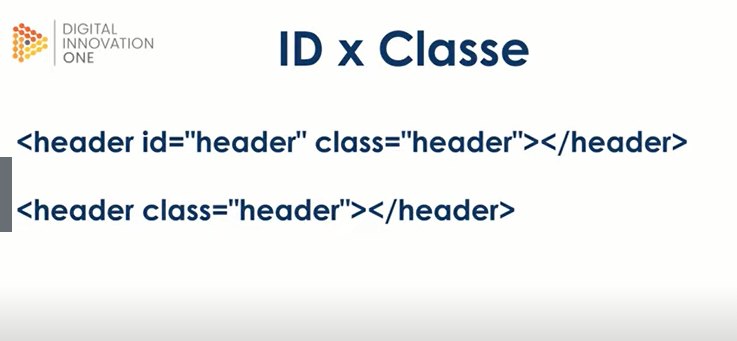 DIGITAL
INNOVATION
ONE
ID x Classe
<header id="header" class="header"></header>
<header class="header"></header>